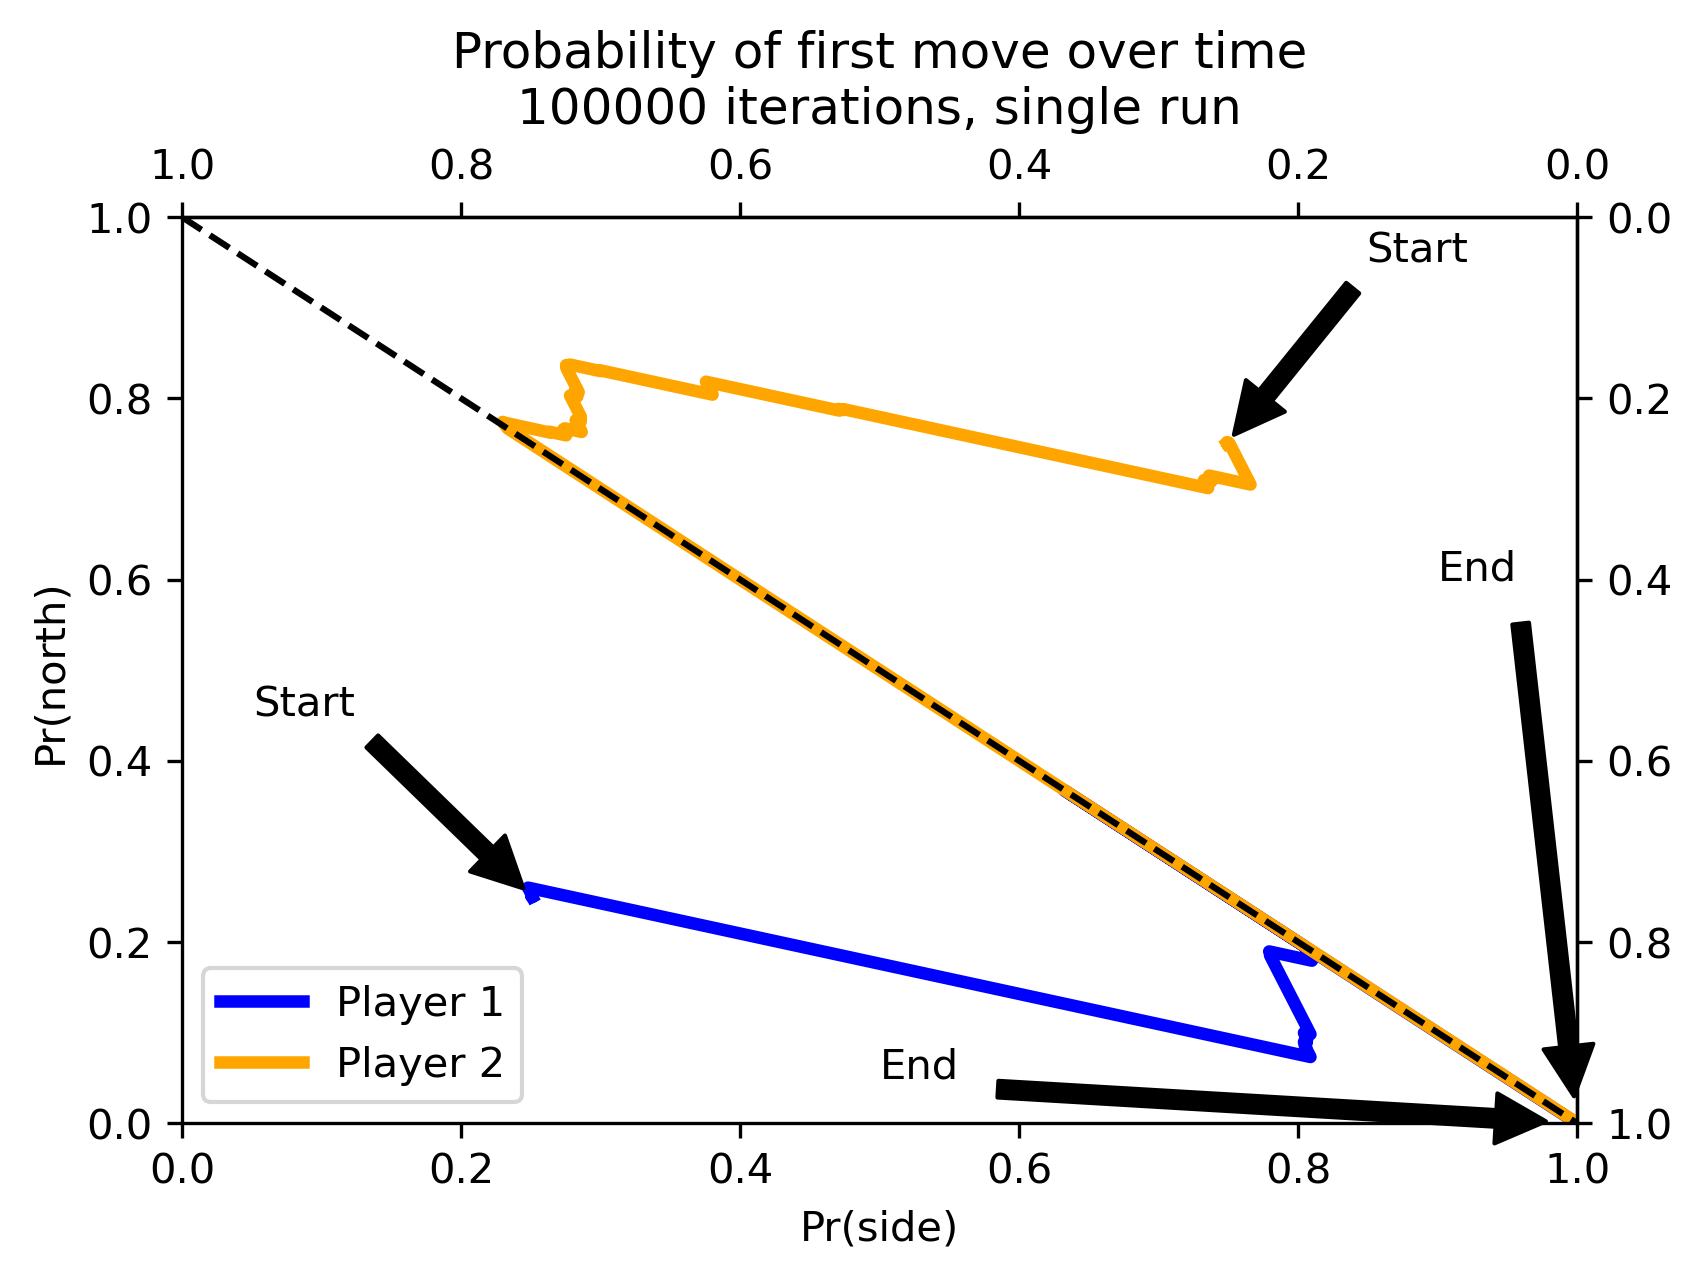 Probability of first move over time
100000 iterations, single run
1.0 0.8 0.6 0.4 0.2 0.0
1.0 0.0
Start
0.8 0.2
End
0.6 0.4
Pr(north)
Start
0.4 0.6
0.2 0.8
Player 1
End
Player 2
0.0 1.0
0.0 0.2 0.4 0.6 0.8 1.0
Pr(side)